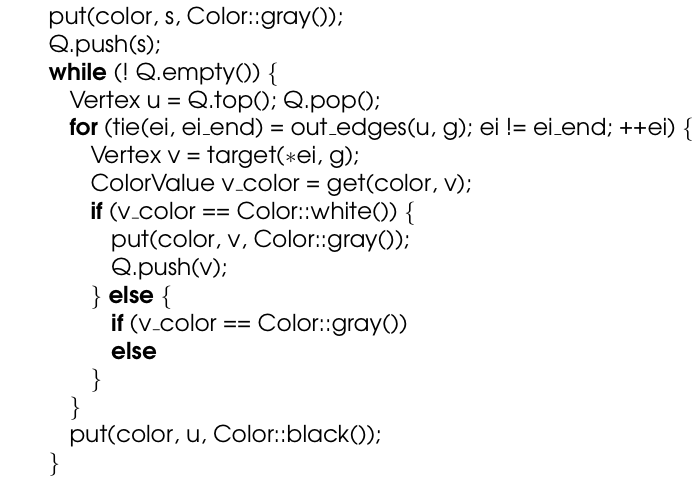 put(color, s, Color::gray());
Q.push(s);
while (! Q.empty()) {
Vertex u = Q.top(); Q.pop();
for (tie(ei, ei_end) = out_edges(u, g); ei != ei_end; ++ei) {
Vertex v = target(*ei, g);
ColorValue v_color = get(color, v);
if (v_color == Color::white()) {
put(color, v, Color::gray());
Q.push(v);
} else {
if (v_color == Color::gray())
else
}
}
put(color, u, Color::black());
}